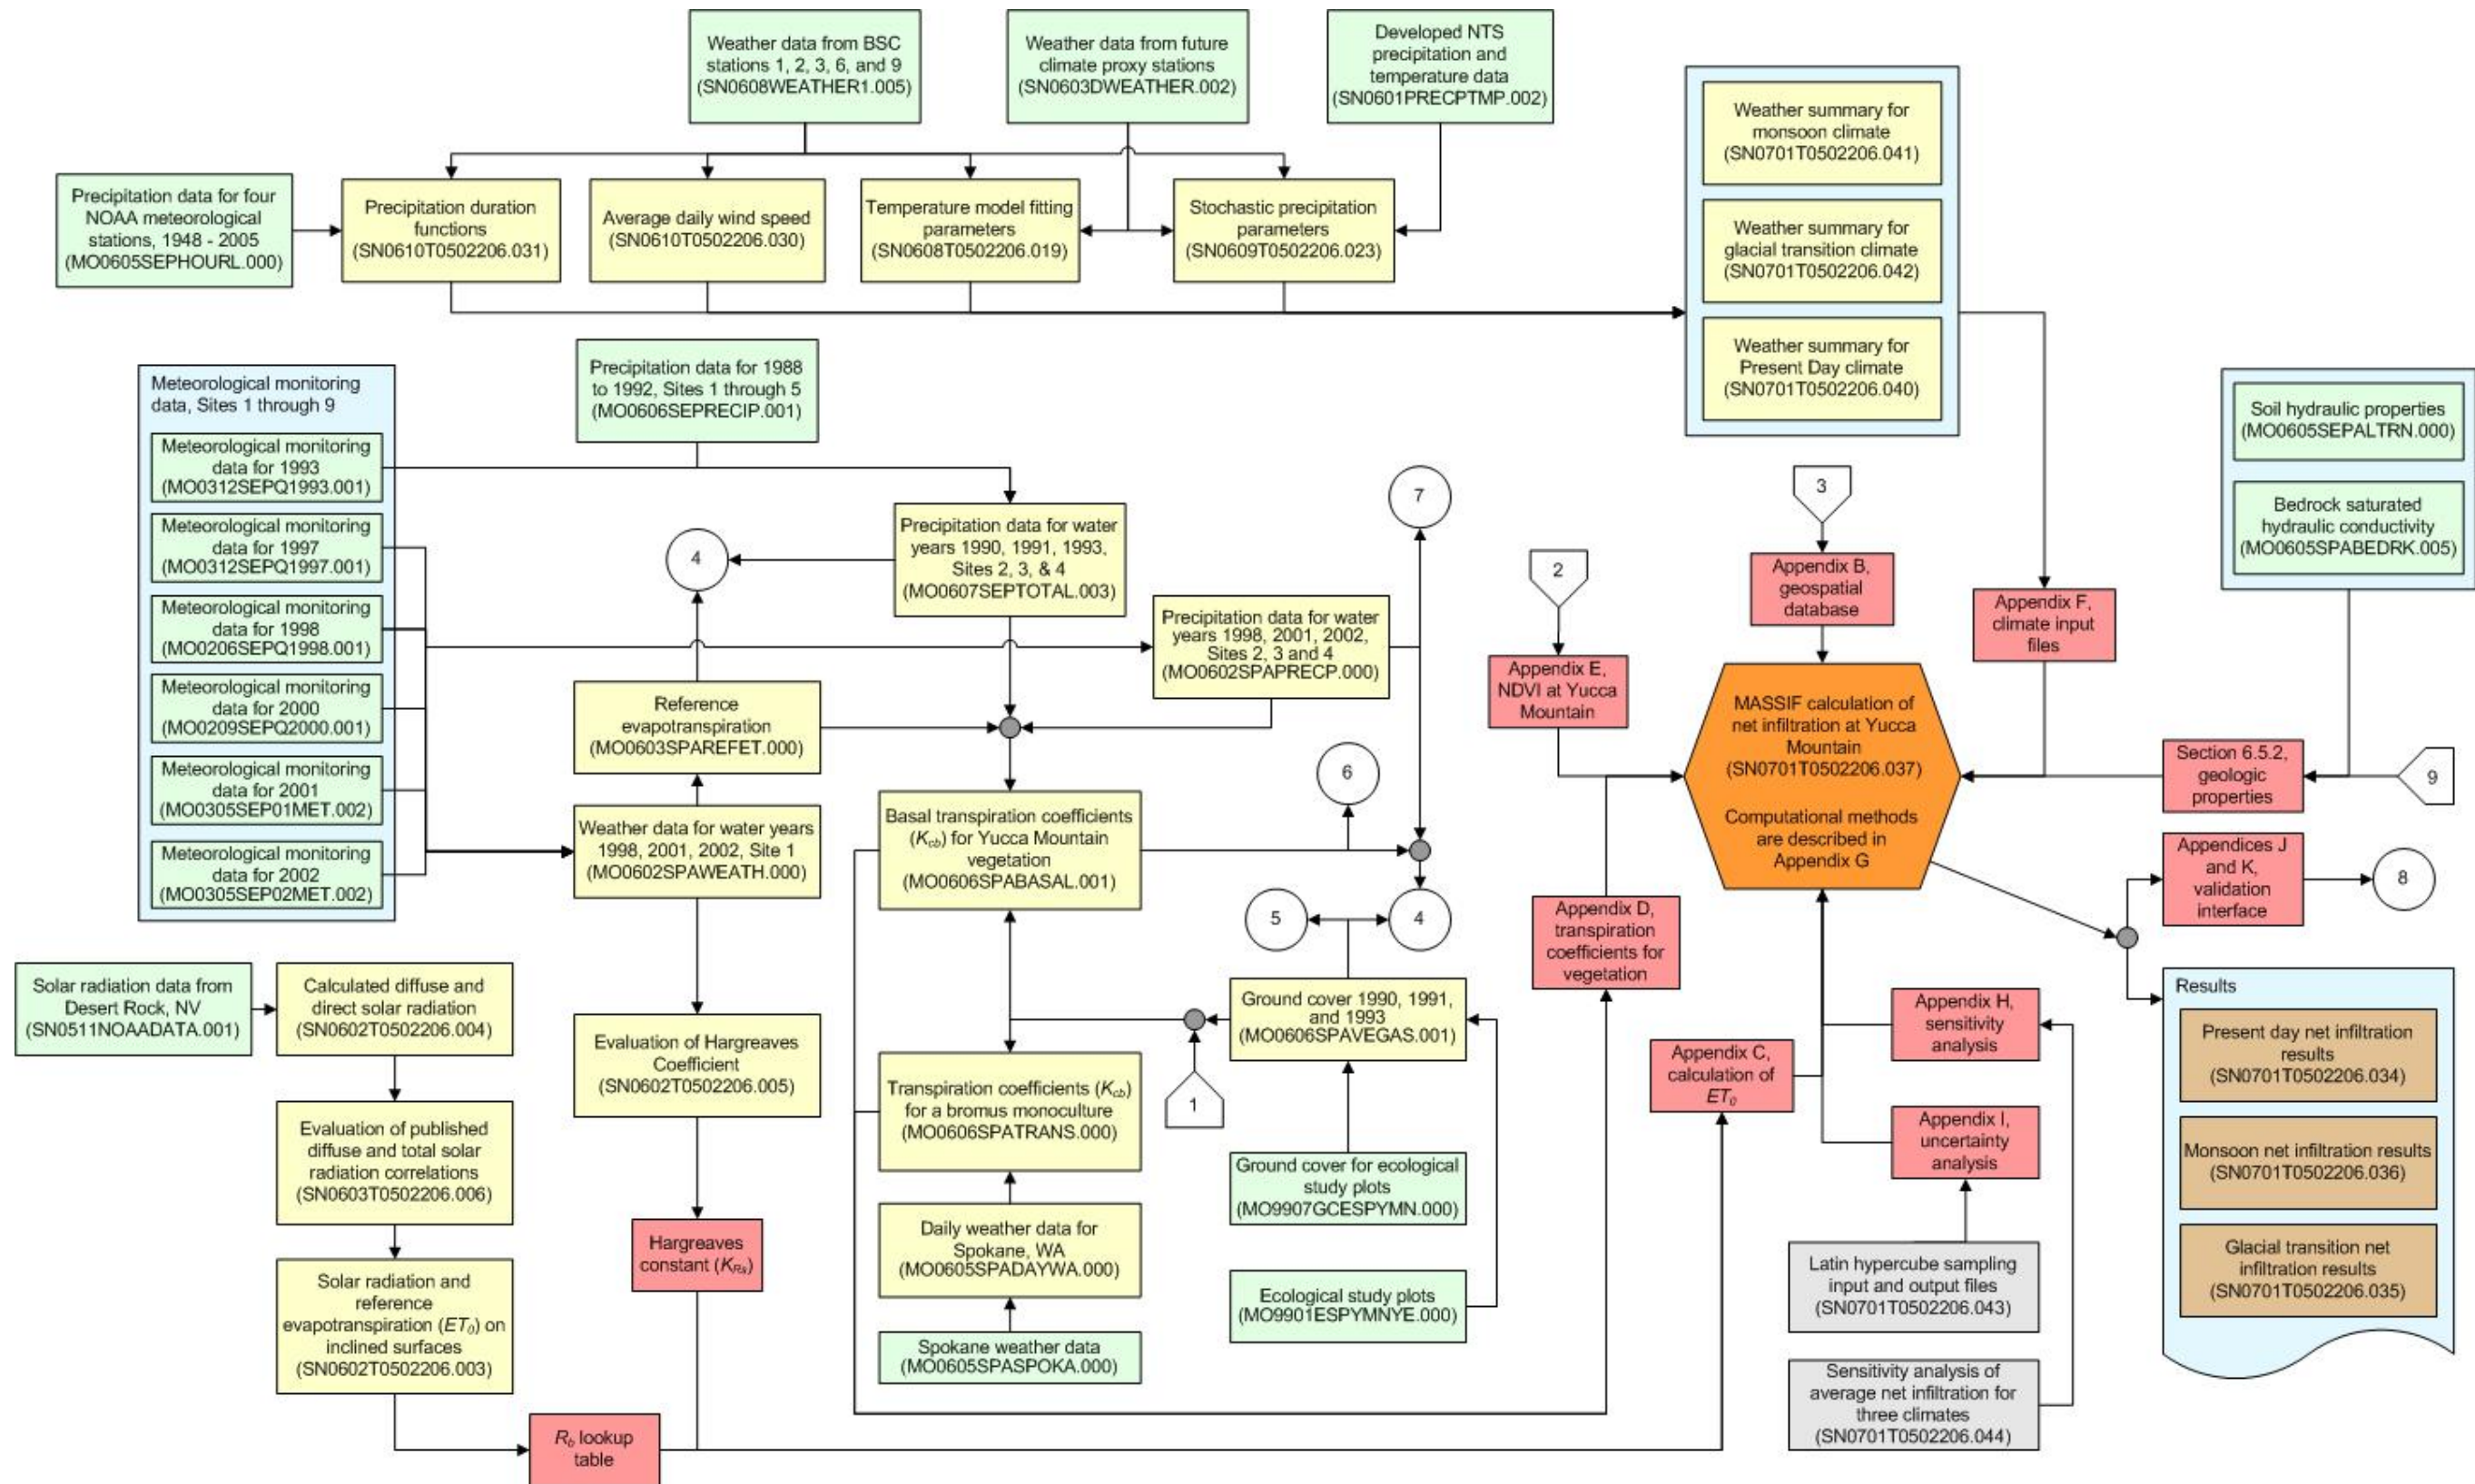 Weather data from BSC
stations 1, 2, 3, 6, and 9
(SN0608WEATHER1.005)
Weather data from future
climate proxy stations
(SN0603DWEATHER.002)
Developed NTS
precipitation and
temperature data
(SN0601PRECPTMP.002)
Precipitation data for four
NOAA meteorological
stations, 1948 - 2005
(MO0605SEPHOURL.000)
Precipitation duration
functions
(SN0610T0502206.031)
Average daily wind speed
(SN0610T0502206.030)
Temperature model fitting
parameters
(SN0608T0502206.019)
Stochastic precipitation
parameters
(SN0609T0502206.023)
Weather summary for
monsoon climate
(SN0701T0502206.041)
Weather summary for
glacial transition climate
(SN0701T0502206.042)
Weather summary for
Present Day climate
(SN0701T0502206.040)
Meteorological monitoring
data, Sites 1 through 9
Meteorological monitoring
data for 1993
(MO0312SEPQ1993.001)
Meteorological monitoring
data for 1997
(MO0312SEPQ1997.001)
Meteorological monitoring
data for 1998
(MO0206SEPQ1998.001)
Meteorological monitoring
data for 2000
(MO0209SEPQ2000.001)
Meteorological monitoring
data for 2001
(MO0305SEP01MET.002)
Meteorological monitoring
data for 2002
(MO0305SEP02MET.002)
Precipitation data for 1988
to 1992, Sites 1 through 5
(MO0606SEPRECIP.001)
4
Precipitation data for water
years 1990, 1991, 1993,
Sites 2, 3, & 4
(MO0607SEPTOTAL.003)
7
Precipitation data for water
years 1998, 2001, 2002,
Sites 2, 3 and 4
(MO0602SPAPRECP.000)
Reference
evapotranspiration
(MO0603SPAREFET.000)
Weather data for water years
1998, 2001, 2002, Site 1
(MO0602SPAWEATH.000)
6
Basal transpiration coefficients
(Kcb) for Yucca Mountain
vegetation
(MO0606SPABASAL.001)
5
4
2
Appendix E,
NDVI at Yucca
Mountain
3
Appendix B,
geospatial
database
Appendix F,
climate input
files
Soil hydraulic properties
(MO0605SEPALTRN.000)
Bedrock saturated
hydraulic conductivity
(MO0605SPABEDRK.005)
MASSIF calculation of
net infiltration at Yucca
Mountain
(SN0701T0502206.037)
Computational methods
are described in
Appendix G
Section 6.5.2,
geologic
properties
9
Appendices J
and K,
validation
interface
8
Appendix D,
transpiration
coefficients for
vegetation
Solar radiation data from
Desert Rock, NV
(SN0511NOAADATA.001)
Calculated diffuse and
direct solar radiation
(SN0602T0502206.004)
Evaluation of published
diffuse and total solar
radiation correlations
(SN0603T0502206.006)
Solar radiation and
reference
evapotranspiration (ET0) on
inclined surfaces
(SN0602T0502206.003)
Rb lookup
table
Evaluation of Hargreaves
Coefficient
(SN0602T0502206.005)
Hargreaves
constant (KRs)
Transpiration coefficients (Kcb)
for a bromus monoculture
(MO0606SPATRANS.000)
Daily weather data for
Spokane, WA
(MO0605SPADAYWA.000)
Spokane weather data
(MO0605SPASPOKA.000)
1
Ground cover 1990, 1991,
and 1993
(MO0606SPAVEGAS.001)
Ground cover for ecological
study plots
(MO9907GCESPYMN.000)
Ecological study plots
(MO9901ESPYMNYE.000)
Appendix C,
calculation of
ET0
Appendix H,
sensitivity
analysis
Appendix I,
uncertainty
analysis
Latin hypercube sampling
input and output files
(SN0701T0502206.043)
Sensitivity analysis of
average net infiltration for
three climates
(SN0701T0502206.044)
Results
Present day net infiltration
results
(SN0701T0502206.034)
Monsoon net infiltration results
(SN0701T0502206.036)
Glacial transition net
infiltration results
(SN0701T0502206.035)